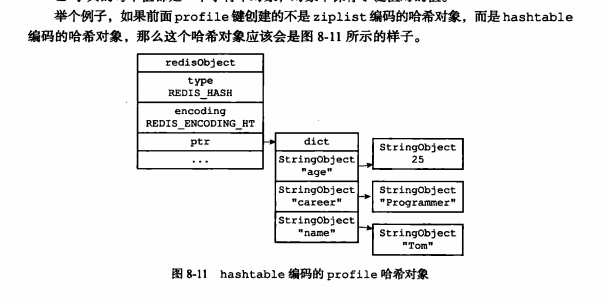 举个例子，如果前面 profile 键创建的不是 ziplist 编码的哈希对象，而是 hashtable
编码的哈希对象，那么这个哈希对象应该会是图 8-11 所示的样子。
redisObject
type
REDIS_HASH
encoding
REDIS_ENCODING_HT
ptr
...
dict
StringObject
"age"
StringObject
"career"
StringObject
"name"
StringObject
25
StringObject
"Programmer"
StringObject
"Tom"
图 8-11 hashtable 编码的 profile 哈希对象